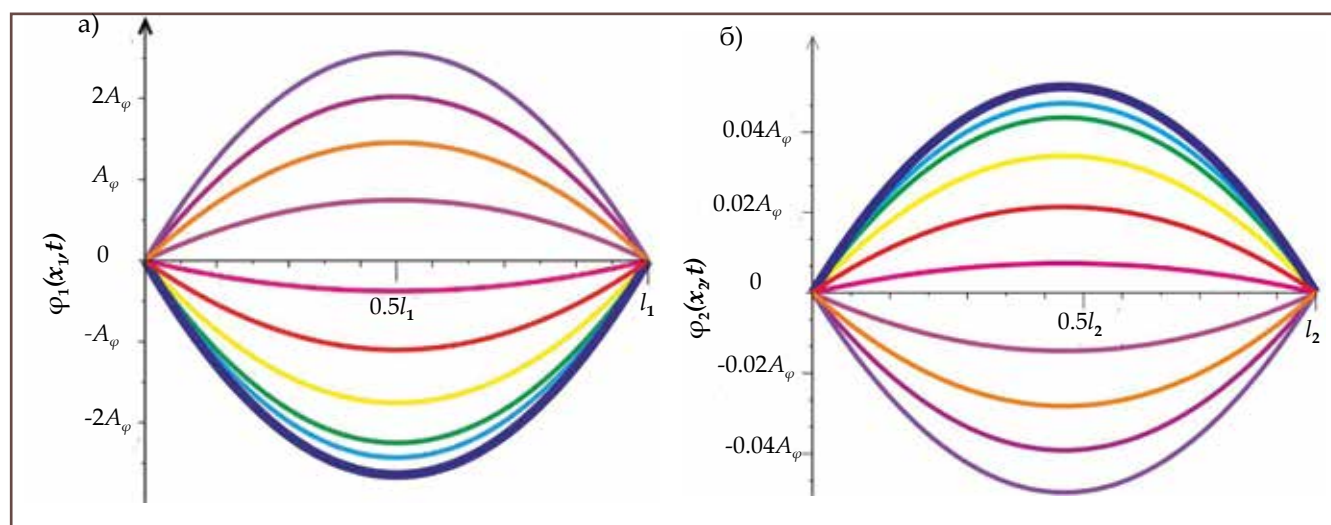 а)
2Aφ
Aφ
0
-Aφ
-2Aφ
φ₁(x₁,t)
0.5l₁
l₁
б)
0.04Aφ
0.02Aφ
0
-0.02Aφ
-0.04Aφ
φ₂(x₂,t)
0.5l₂
l₂